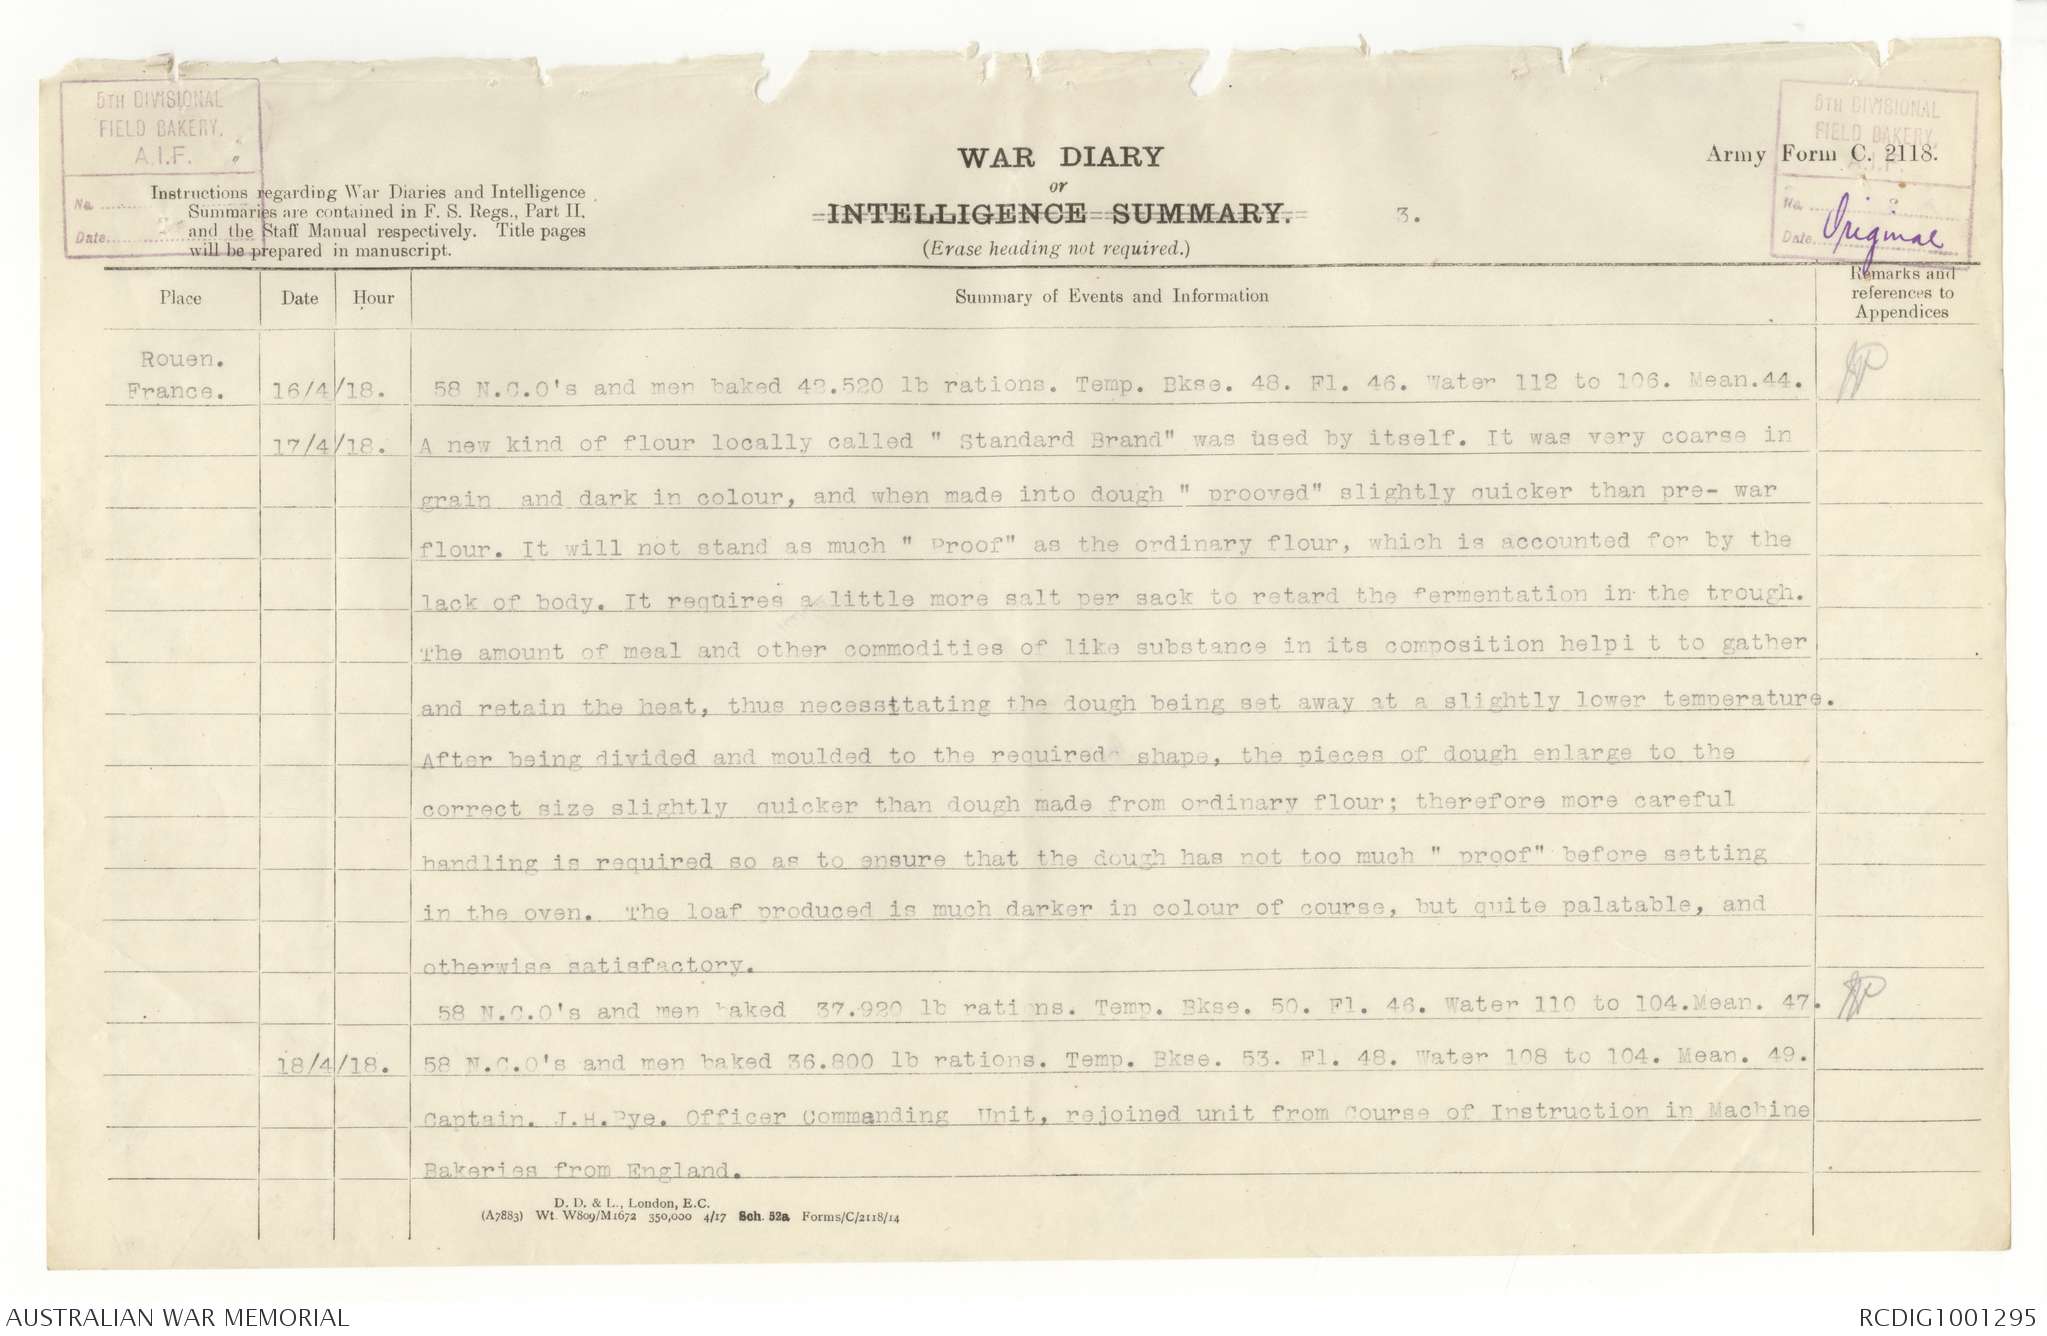 5TH DIVISIONAL
FIELD BAKERY.
A.I.F.
No.
Date
Instructions regarding War Diaries and Intelligence
Summaries are contained in F. S. Regs., Part II.
and the Staff Manual respectively. Title pages
will be prepared in manuscript.
WAR DIARY
or
INTELLIGENCE SUMMARY.
(Erase heading not required.)
3.
Army Form C. 2118.
5TH DIVISIONAL
FIELD BAKERY,
A.I.F.
No.
Date
Original
Place
Date
Hour
Summary of Events and Information
Remarks and
references to
Appendices
Rouen.
France. 16/4/18. 58 N.C.O's and men baked 42.520 lb rations. Temp. Bkse. 48. Fl. 46. Water 112 to 106. Mean.44.
17/4/18. A new kind of flour locally called " Standard Brand" was used by itself. It was very coarse in
grain and dark in colour, and when made into dough " prooved" slightly quicker than pre- war
flour. It will not stand as much " Proof" as the ordinary flour, which is accounted for by the
lack of body. It requires a little more salt per sack to retard the fermentation in the trough.
The amount of meal and other commodities of like substance in its composition helpi t to gather
and retain the heat, thus necessttating the dough being set away at a slightly lower temperature.
After being divided and moulded to the required shape, the pieces of dough enlarge to the
correct size slightly quicker than dough made from ordinary flour; therefore more careful
handling is required so as to ensure that the dough has not too much " proof" before setting
in the oven. The loaf produced is much darker in colour of course, but quite palatable, and
otherwise satisfactory.
58 N.C.O's and men baked 37.920 lb rations. Temp. Bkse. 50. Fl. 46. Water 110 to 104.Mean. 47.
18/4/18. 58 N.C.O's and men baked 36.800 lb rations. Temp. Bkse. 53. Fl. 48. Water 108 to 104. Mean. 49.
Captain. J.H.Pye. Officer Commanding Unit, rejoined unit from Course of Instruction in Machine
Bakeries from England.
D. D. & L., London, E.C.
(A7883) Wt. W809/M1672 350,000 4/17 Sch. 52a Forms/C/2118/14
AUSTRALIAN WAR MEMORIAL
RCDIG1001295